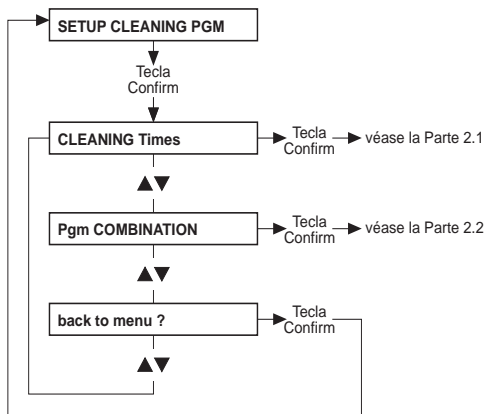 SETUP CLEANING PGM
Tecla
Confirm
CLEANING Times
Tecla
Confirm
véase la Parte 2.1
▲▼
Pgm COMBINATION
Tecla
Confirm
véase la Parte 2.2
▲▼
back to menu ?
Tecla
Confirm
▲▼